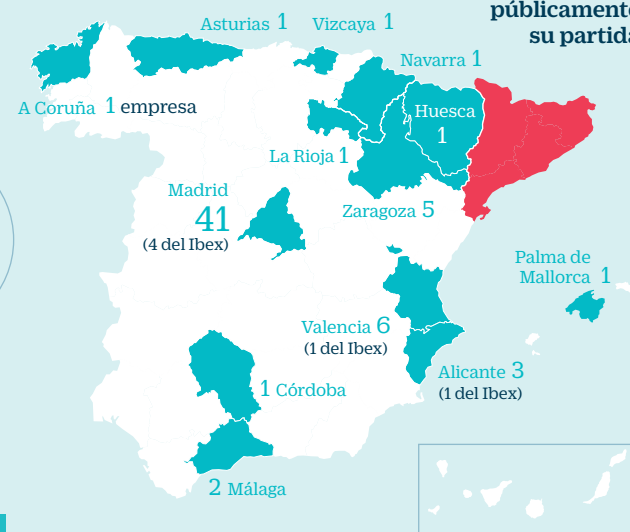 públicamente
su partida
Asturias 1
Vizcaya 1
Navarra 1
A Coruña 1 empresa
Huesca
1
La Rioja 1
Madrid
41
(4 del Ibex)
Zaragoza 5
Palma de
Mallorca 1
Valencia 6
(1 del Ibex)
Alicante 3
(1 del Ibex)
1 Córdoba
2 Málaga